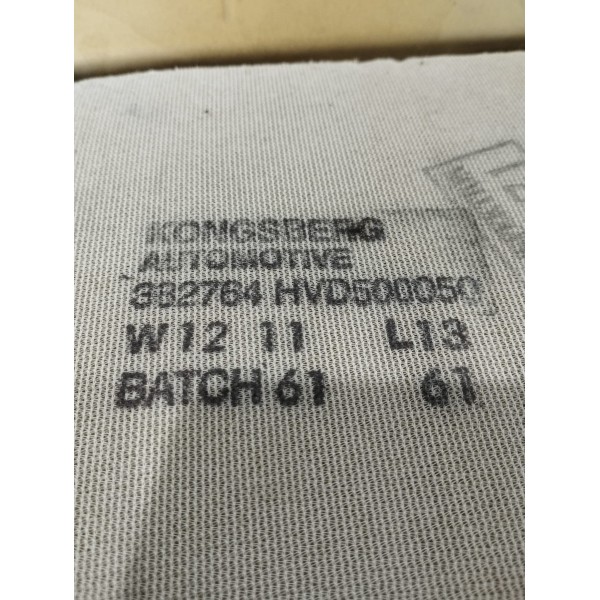 KONGSBERG
AUTOMOTIVE
382764 HVD500050
W12 11 L13
BATCH 61 61